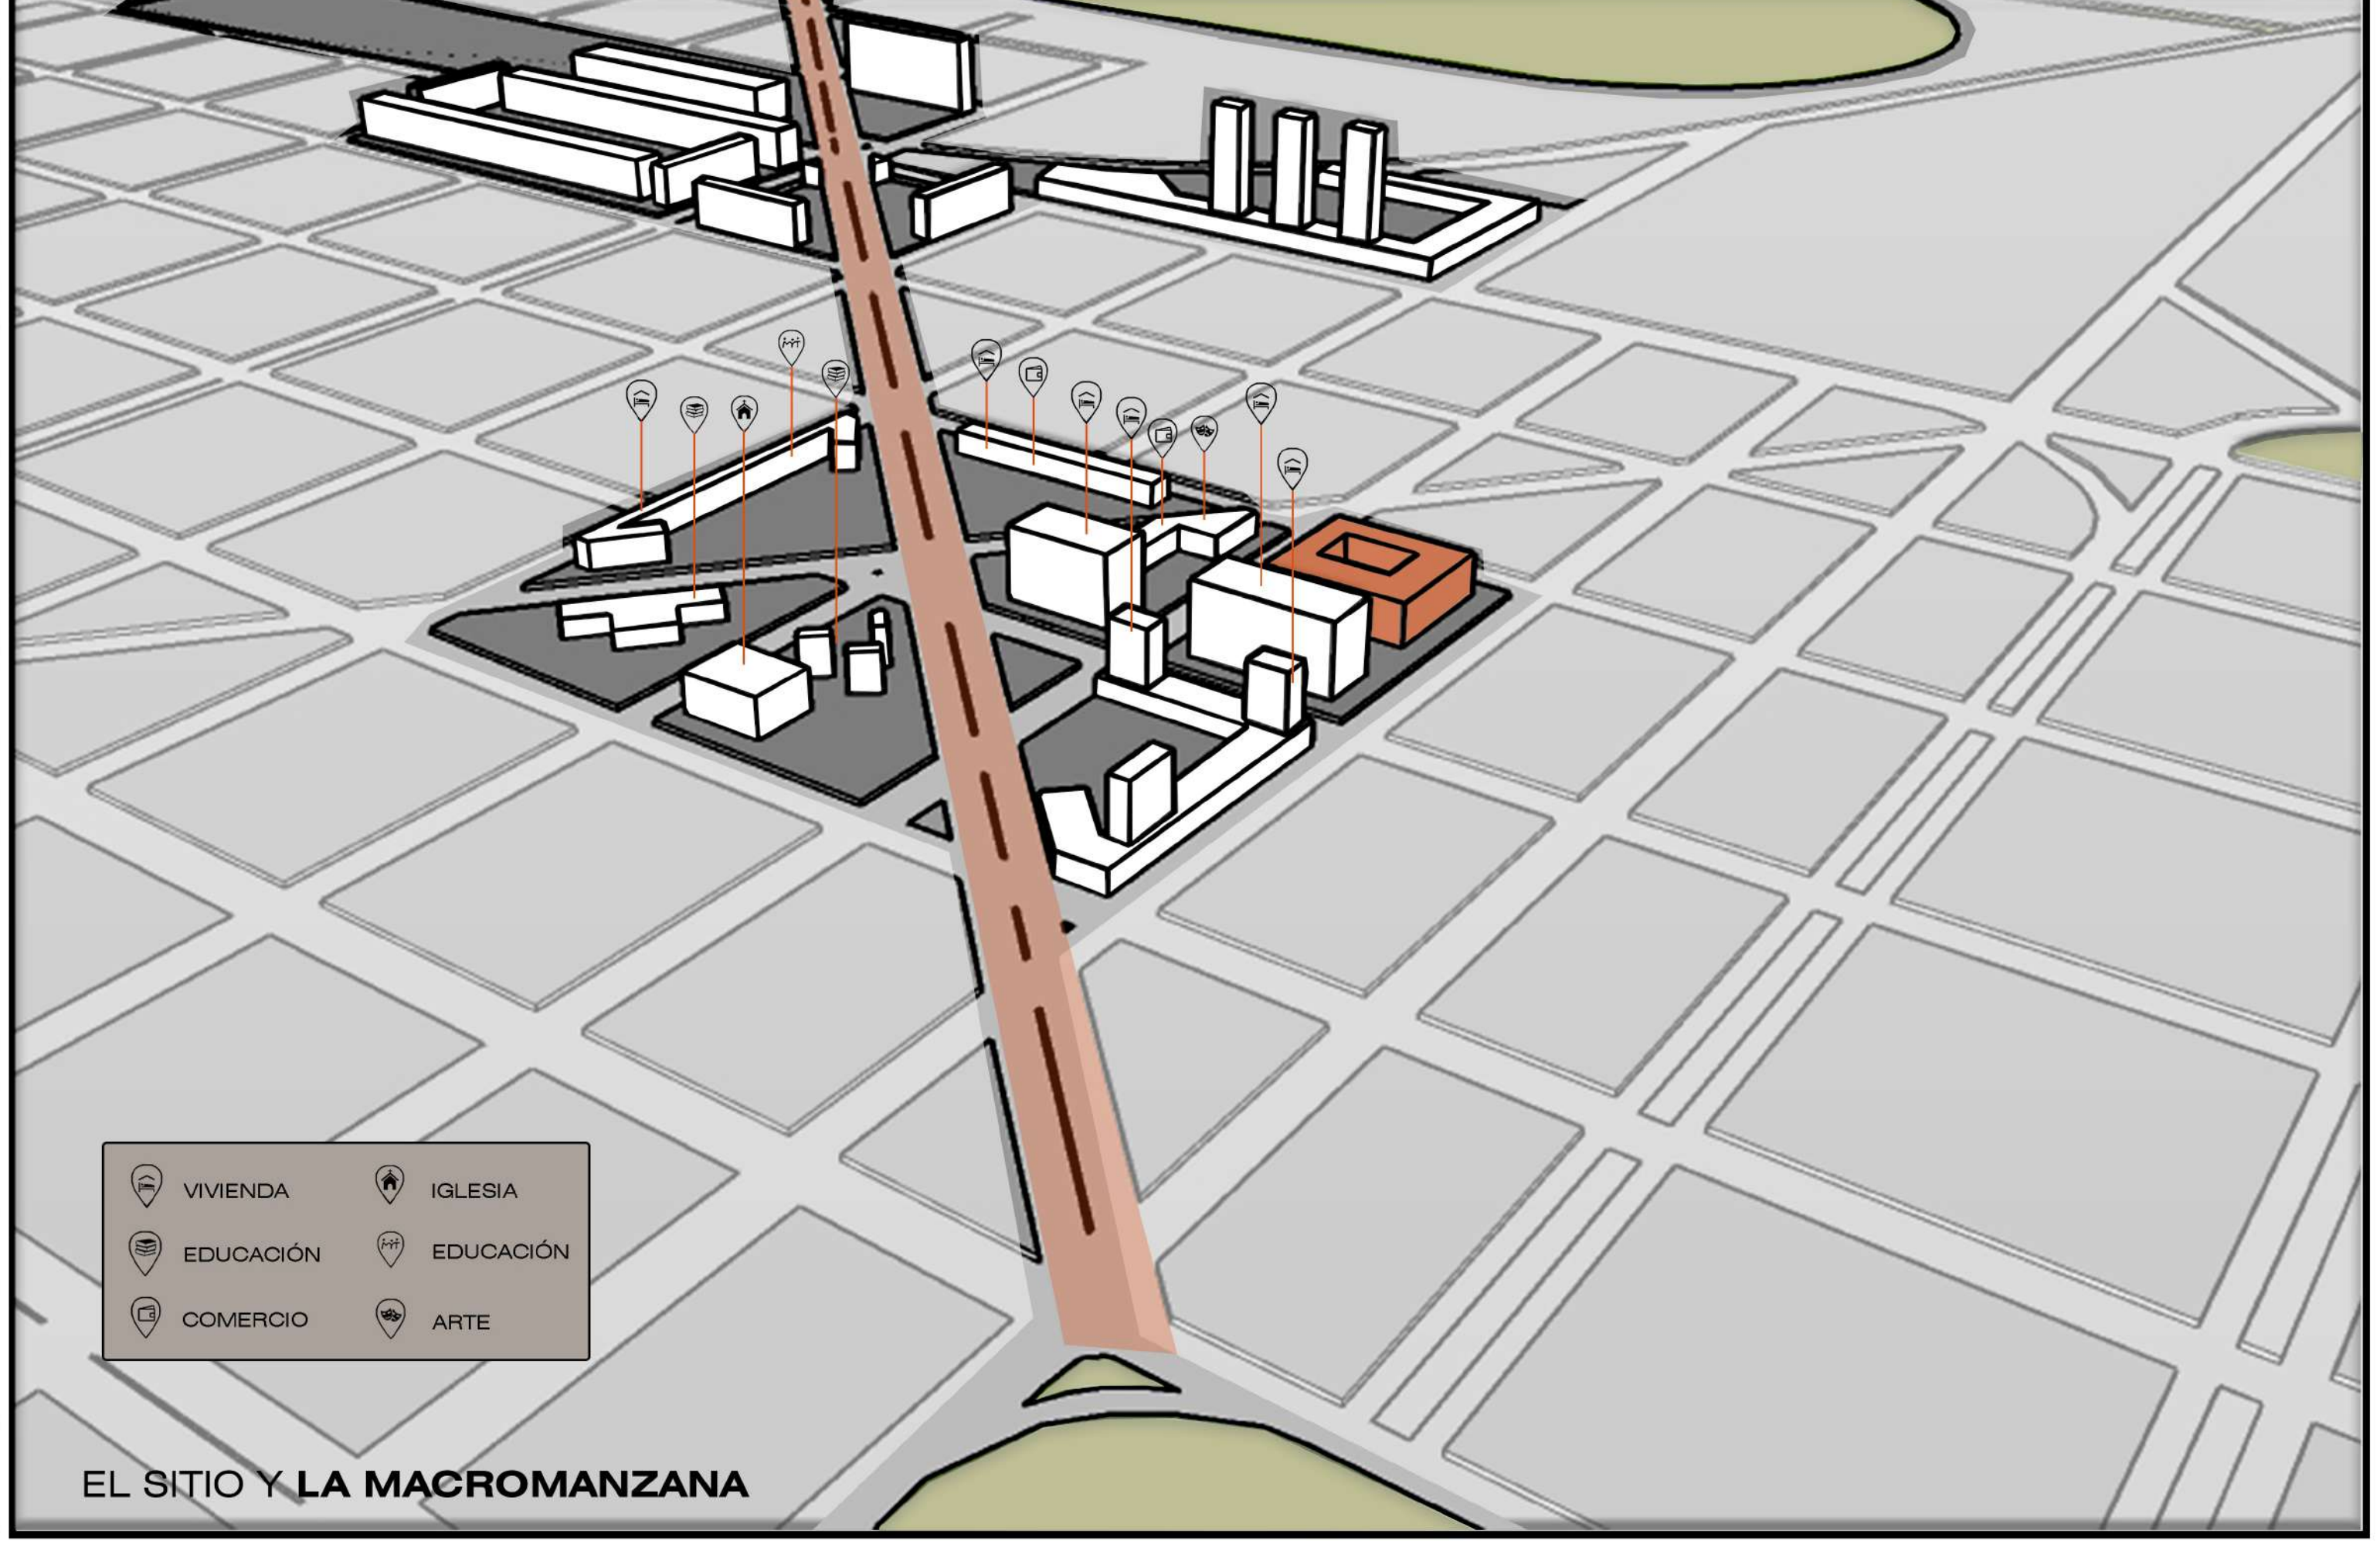 VIVIENDA
IGLESIA
EDUCACIÓN
EDUCACIÓN
COMERCIO
ARTE
EL SITIO Y LA MACROMANZANA